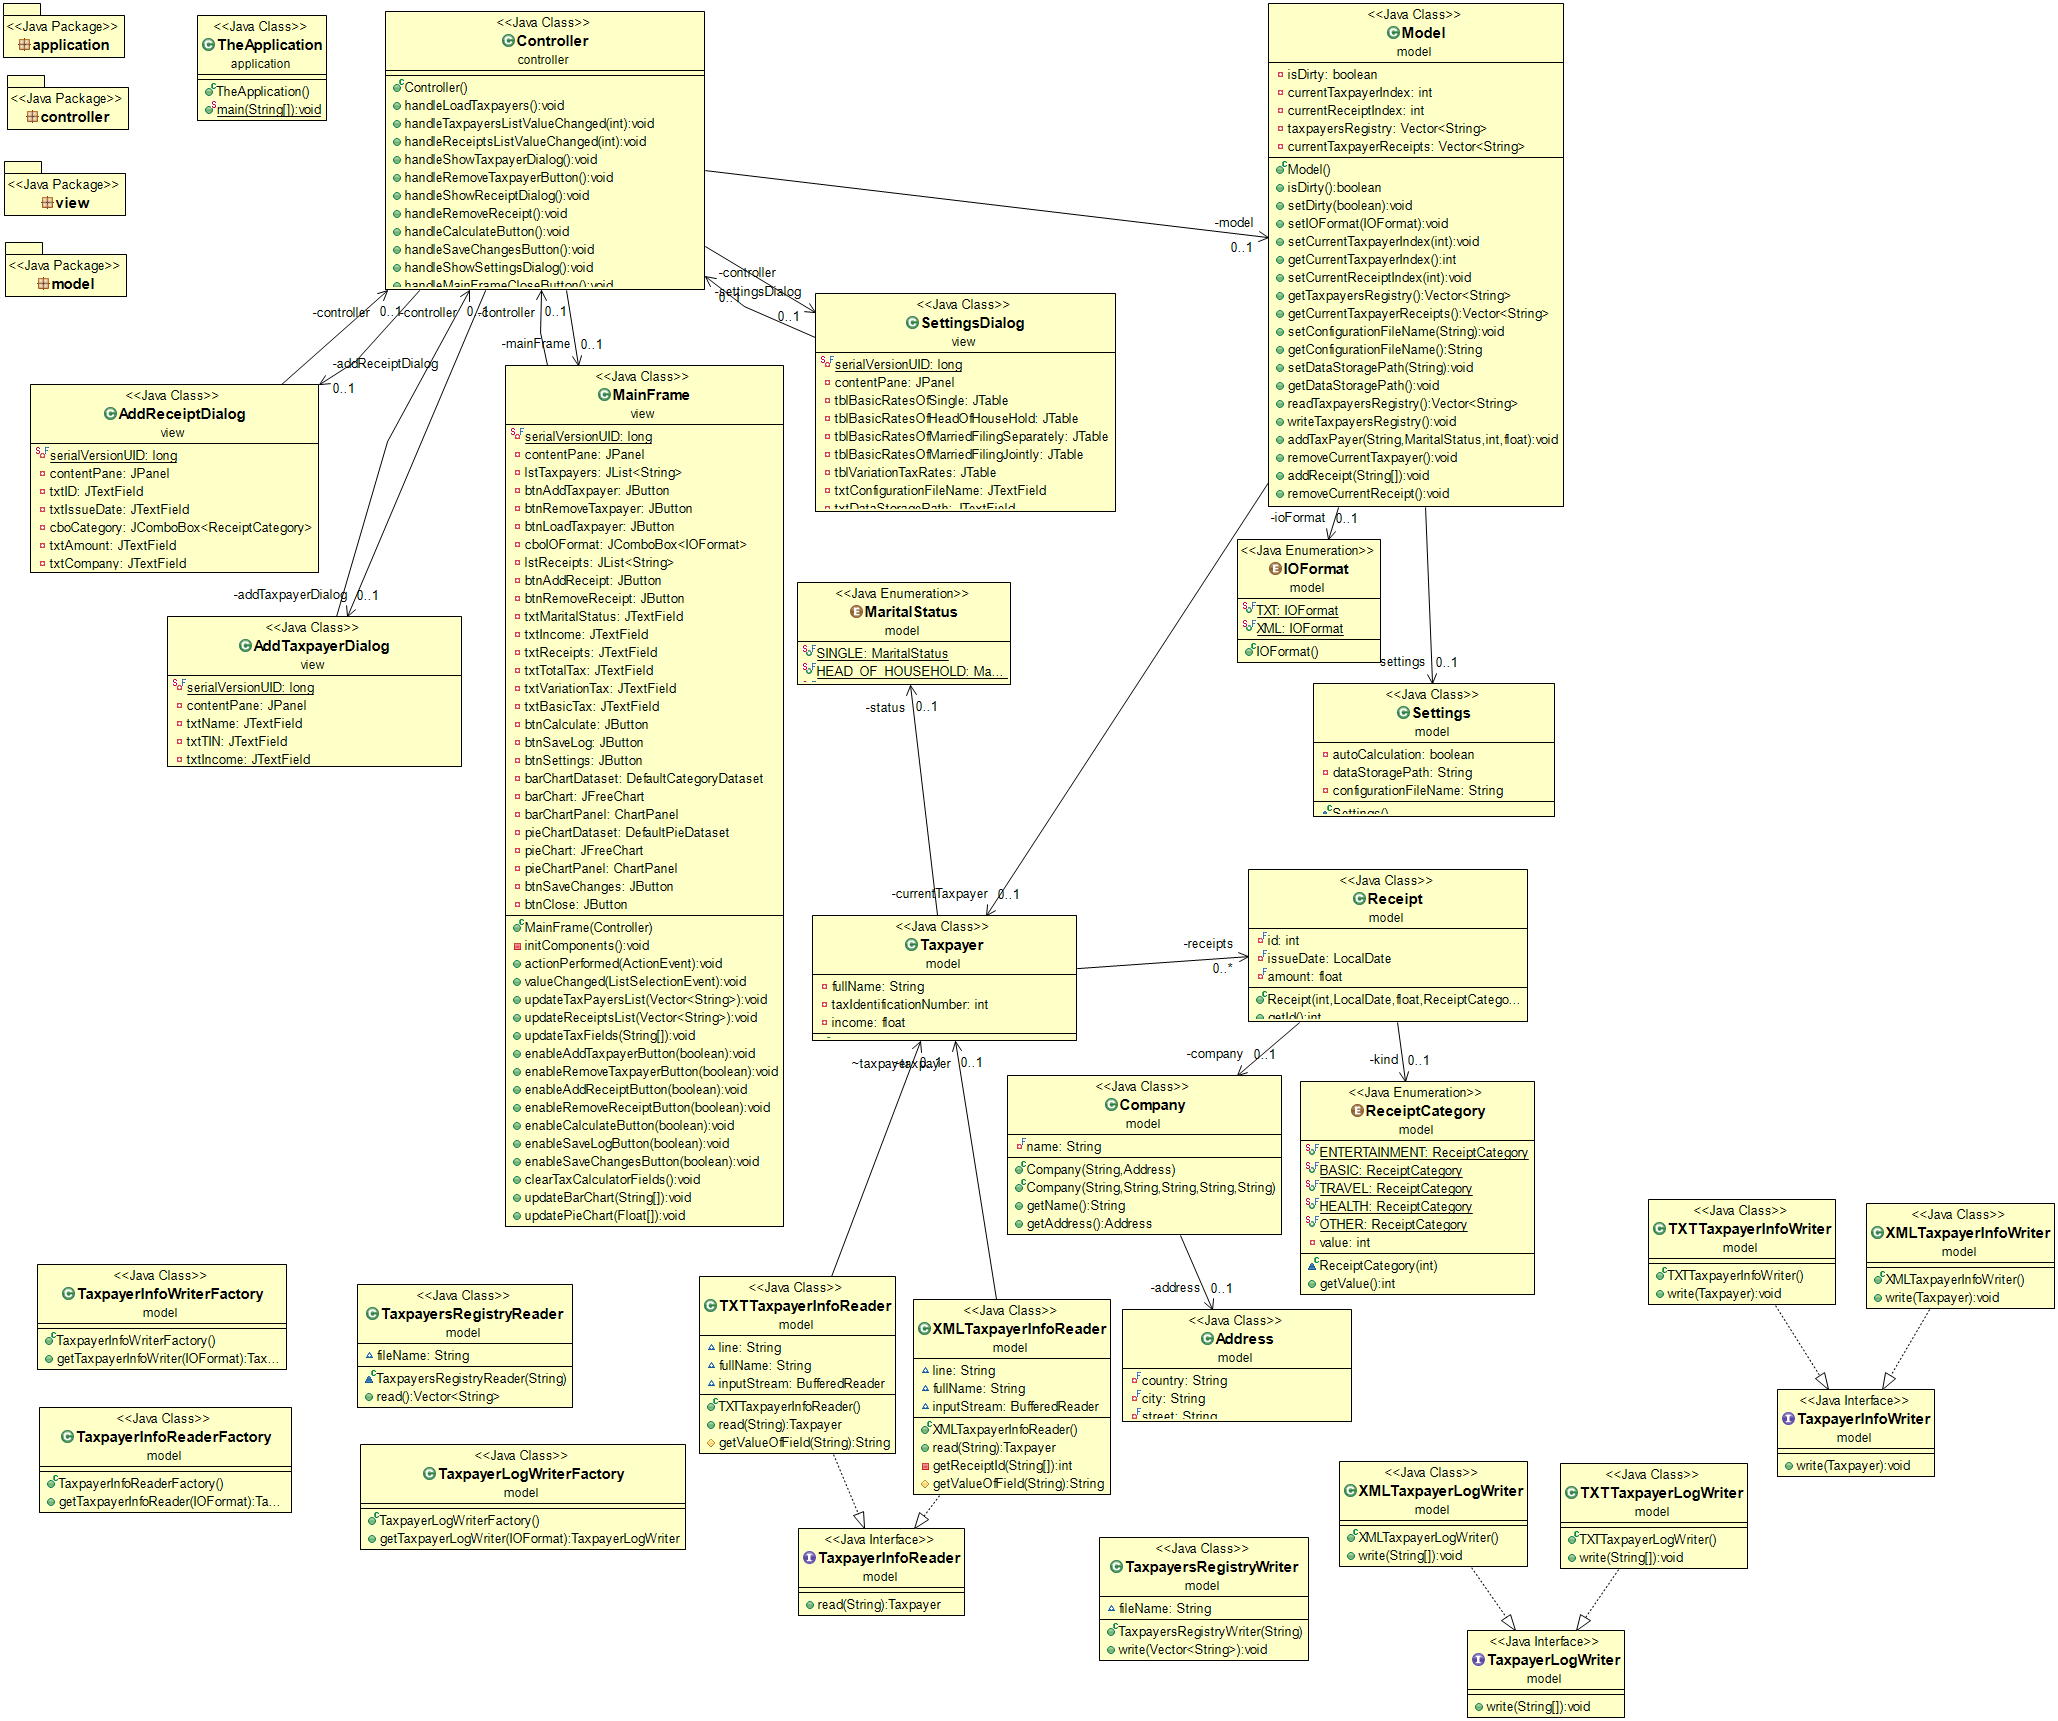 <<Java Package>>
application
<<Java Package>>
controller
<<Java Package>>
view
<<Java Package>>
model
<<Java Class>>
TheApplication
application
TheApplication()
main(String[]):void
<<Java Class>>
Controller
controller
Controller()
handleLoadTaxpayers():void
handleTaxpayersListValueChanged(int):void
handleReceiptsListValueChanged(int):void
handleShowTaxpayerDialog():void
handleRemoveTaxpayerButton():void
handleShowReceiptDialog():void
handleRemoveReceipt():void
handleCalculateButton():void
handleSaveChangesButton():void
handleShowSettingsDialog():void
handleMainFrameCloseButton():void
<<Java Class>>
Model
model
isDirty: boolean
currentTaxpayerIndex: int
currentReceiptIndex: int
taxpayersRegistry: Vector<String>
currentTaxpayerReceipts: Vector<String>
Model()
isDirty():boolean
setDirty(boolean):void
setIOFormat(IOFormat):void
setCurrentTaxpayerIndex(int):void
getCurrentTaxpayerIndex():int
setCurrentReceiptIndex(int):void
getTaxpayersRegistry():Vector<String>
getCurrentTaxpayerReceipts():Vector<String>
setConfigurationFileName(String):void
getConfigurationFileName():String
setDataStoragePath(String):void
getDataStoragePath():void
readTaxpayersRegistry():Vector<String>
writeTaxpayersRegistry():void
addTaxPayer(String,MaritalStatus,int,float):void
removeCurrentTaxpayer():void
addReceipt(String[]):void
removeCurrentReceipt():void
-model
0..1
-controller
0..1
-settingsDialog
0..1
-controller
0..1
-controller
0..1
-controller
0..1
-mainFrame
0..1
-addReceiptDialog
0..1
-addTaxpayerDialog
0..1
<<Java Class>>
SettingsDialog
view
serialVersionUID: long
contentPane: JPanel
tblBasicRatesOfSingle: JTable
tblBasicRatesOfHeadOfHouseHold: JTable
tblBasicRatesOfMarriedFilingSeparately: JTable
tblBasicRatesOfMarriedFilingJointly: JTable
tblVariationTaxRates: JTable
txtConfigurationFileName: JTextField
txtDataStoragePath: JTextField
<<Java Class>>
AddReceiptDialog
view
serialVersionUID: long
contentPane: JPanel
txtID: JTextField
txtIssueDate: JTextField
cboCategory: JComboBox<ReceiptCategory>
txtAmount: JTextField
txtCompany: JTextField
<<Java Class>>
AddTaxpayerDialog
view
serialVersionUID: long
contentPane: JPanel
txtName: JTextField
txtTIN: JTextField
txtIncome: JTextField
<<Java Class>>
MainFrame
view
serialVersionUID: long
contentPane: JPanel
lstTaxpayers: JList<String>
btnAddTaxpayer: JButton
btnRemoveTaxpayer: JButton
btnLoadTaxpayer: JButton
cboIOFormat: JComboBox<IOFormat>
lstReceipts: JList<String>
btnAddReceipt: JButton
btnRemoveReceipt: JButton
txtMaritalStatus: JTextField
txtIncome: JTextField
txtReceipts: JTextField
txtTotalTax: JTextField
txtVariationTax: JTextField
txtBasicTax: JTextField
btnCalculate: JButton
btnSaveLog: JButton
btnSettings: JButton
barChartDataset: DefaultCategoryDataset
barChart: JFreeChart
barChartPanel: ChartPanel
pieChartDataset: DefaultPieDataset
pieChart: JFreeChart
pieChartPanel: ChartPanel
btnSaveChanges: JButton
btnClose: JButton
MainFrame(Controller)
initComponents():void
actionPerformed(ActionEvent):void
valueChanged(ListSelectionEvent):void
updateTaxPayersList(Vector<String>):void
updateReceiptsList(Vector<String>):void
updateTaxFields(String[]):void
enableAddTaxpayerButton(boolean):void
enableRemoveTaxpayerButton(boolean):void
enableAddReceiptButton(boolean):void
enableRemoveReceiptButton(boolean):void
enableCalculateButton(boolean):void
enableSaveLogButton(boolean):void
enableSaveChangesButton(boolean):void
clearTaxCalculatorFields():void
updateBarChart(String[]):void
updatePieChart(Float[]):void
<<Java Enumeration>>
MaritalStatus
model
SINGLE: MaritalStatus
HEAD_OF_HOUSEHOLD: Ma...
-status
0..1
-ioFormat
0..1
<<Java Enumeration>>
IOFormat
model
TXT: IOFormat
XML: IOFormat
IOFormat()
settings
0..1
<<Java Class>>
Settings
model
autoCalculation: boolean
dataStoragePath: String
configurationFileName: String
Settings()
-currentTaxpayer
0..1
<<Java Class>>
Taxpayer
model
fullName: String
taxIdentificationNumber: int
income: float
-receipts
0..*
<<Java Class>>
Receipt
model
id: int
issueDate: LocalDate
amount: float
Receipt(int,LocalDate,float,ReceiptCatego...
getId():int
~taxpayer
0..1
~taxpayer
0..1
-company
0..1
-kind
0..1
<<Java Class>>
Company
model
name: String
Company(String,Address)
Company(String,String,String,String,String)
getName():String
getAddress():Address
<<Java Enumeration>>
ReceiptCategory
model
ENTERTAINMENT: ReceiptCategory
BASIC: ReceiptCategory
TRAVEL: ReceiptCategory
HEALTH: ReceiptCategory
OTHER: ReceiptCategory
value: int
ReceiptCategory(int)
getValue():int
-address
0..1
<<Java Class>>
Address
model
country: String
city: String
street: String
<<Java Class>>
TXTTaxpayerInfoWriter
model
TXTTaxpayerInfoWriter()
write(Taxpayer):void
<<Java Class>>
XMLTaxpayerInfoWriter
model
XMLTaxpayerInfoWriter()
write(Taxpayer):void
<<Java Interface>>
TaxpayerInfoWriter
model
write(Taxpayer):void
<<Java Class>>
TaxpayerInfoWriterFactory
model
TaxpayerInfoWriterFactory()
getTaxpayerInfoWriter(IOFormat):Tax...
<<Java Class>>
TaxpayersRegistryReader
model
fileName: String
TaxpayersRegistryReader(String)
read():Vector<String>
<<Java Class>>
TXTTaxpayerInfoReader
model
line: String
fullName: String
inputStream: BufferedReader
TXTTaxpayerInfoReader()
read(String):Taxpayer
getValueOfField(String):String
<<Java Class>>
XMLTaxpayerInfoReader
model
line: String
fullName: String
inputStream: BufferedReader
XMLTaxpayerInfoReader()
read(String):Taxpayer
getReceiptId(String[]):int
getValueOfField(String):String
<<Java Class>>
TaxpayerInfoReaderFactory
model
TaxpayerInfoReaderFactory()
getTaxpayerInfoReader(IOFormat):Ta...
<<Java Class>>
TaxpayerLogWriterFactory
model
TaxpayerLogWriterFactory()
getTaxpayerLogWriter(IOFormat):TaxpayerLogWriter
<<Java Interface>>
TaxpayerInfoReader
model
read(String):Taxpayer
<<Java Class>>
TaxpayersRegistryWriter
model
fileName: String
TaxpayersRegistryWriter(String)
write(Vector<String>):void
<<Java Class>>
XMLTaxpayerLogWriter
model
XMLTaxpayerLogWriter()
write(String[]):void
<<Java Class>>
TXTTaxpayerLogWriter
model
TXTTaxpayerLogWriter()
write(String[]):void
<<Java Interface>>
TaxpayerLogWriter
model
write(String[]):void